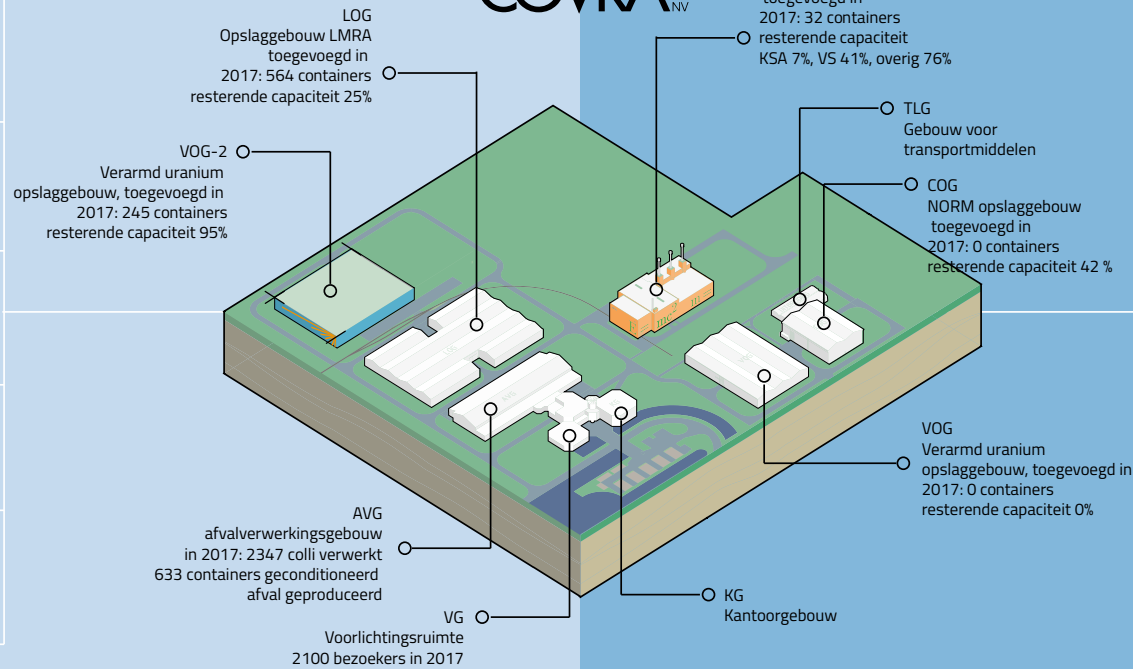 COVRA NV
LOG
Opslaggebouw LMRA
toegevoegd in
2017: 564 containers
resterende capaciteit 25%
toegevoegd in
2017: 32 containers
resterende capaciteit
KSA 7%, VS 41%, overig 76%
VOG-2
Verarmd uranium
opslaggebouw, toegevoegd in
2017: 245 containers
resterende capaciteit 95%
TLG
Gebouw voor
transportmiddelen
COG
NORM opslaggebouw
toegevoegd in
2017: 0 containers
resterende capaciteit 42 %
VOG
Verarmd uranium
opslaggebouw, toegevoegd in
2017: 0 containers
resterende capaciteit 0%
AVG
afvalverwerkingsgebouw
in 2017: 2347 colli verwerkt
633 containers geconditioneerd
afval geproduceerd
VG
Voorlichtingsruimte
2100 bezoekers in 2017
KG
Kantoorgebouw